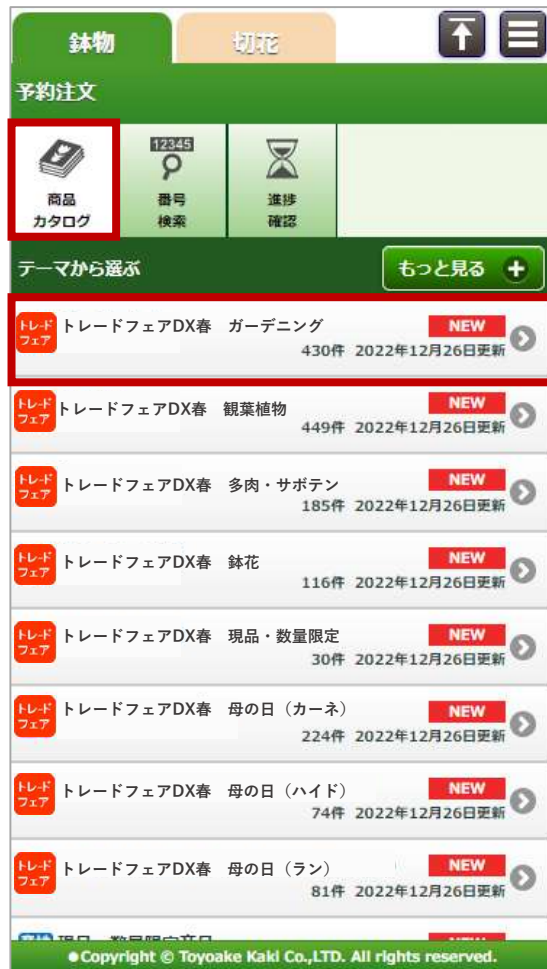 鉢物 切花
予約注文
12345
商品
カタログ
番号
検索
進捗
確認
テーマから選ぶ もっと見る
トレード
フェア
トレードフェアDX春 ガーデニング NEW
430件 2022年12月26日更新
トレード
フェア
トレードフェアDX春 観葉植物 NEW
449件 2022年12月26日更新
トレード
フェア
トレードフェアDX春 多肉・サボテン NEW
185件 2022年12月26日更新
トレード
フェア
トレードフェアDX春 鉢花 NEW
116件 2022年12月26日更新
トレード
フェア
トレードフェアDX春 現品・数量限定 NEW
30件 2022年12月26日更新
トレード
フェア
トレードフェアDX春 母の日（カーネ） NEW
224件 2022年12月26日更新
トレード
フェア
トレードフェアDX春 母の日（ハイド） NEW
74件 2022年12月26日更新
トレード
フェア
トレードフェアDX春 母の日（ラン） NEW
81件 2022年12月26日更新
●Copyright © Toyoake Kaki Co.,LTD. All rights reserved.